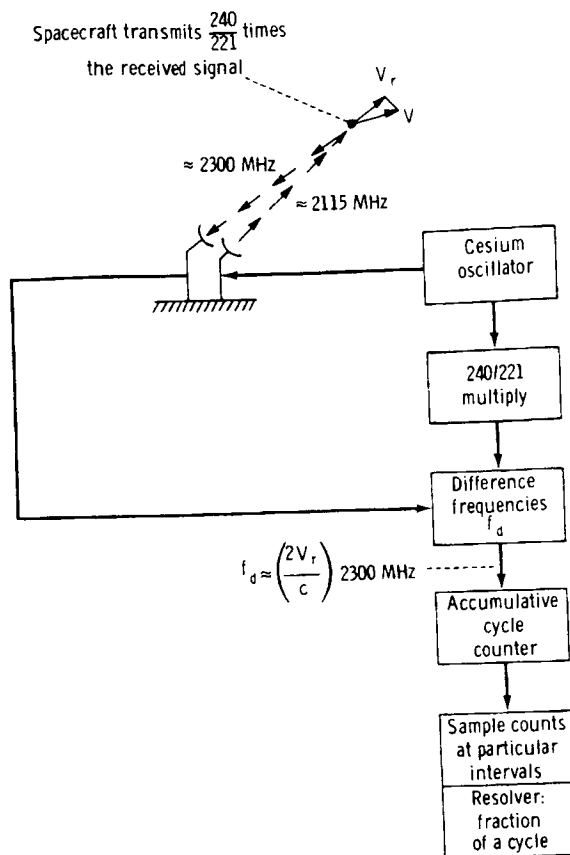 Spacecraft transmits 240/221 times
the received signal
V_r
V
≈ 2300 MHz
≈ 2115 MHz
Cesium
oscillator
240/221
multiply
Difference
frequencies
f_d
f_d ≈ (2V_r/c) 2300 MHz
Accumulative
cycle
counter
Sample counts
at particular
intervals
Resolver:
fraction
of a cycle